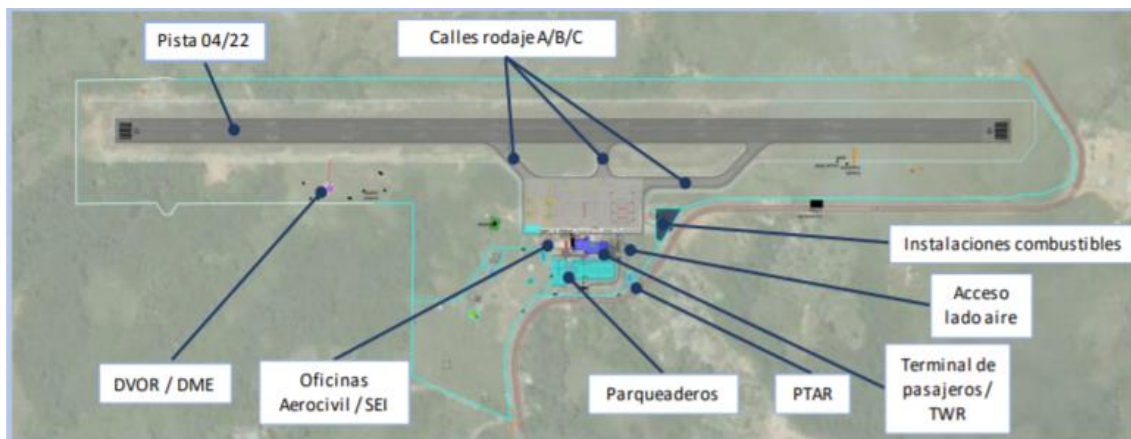 Pista 04/22
Calles rodaje A/B/C
Instalaciones combustibles
Acceso
lado aire
DVOR / DME
Oficinas
Aerocivil / SEI
Parqueaderos
PTAR
Terminal de
pasajeros /
TWR